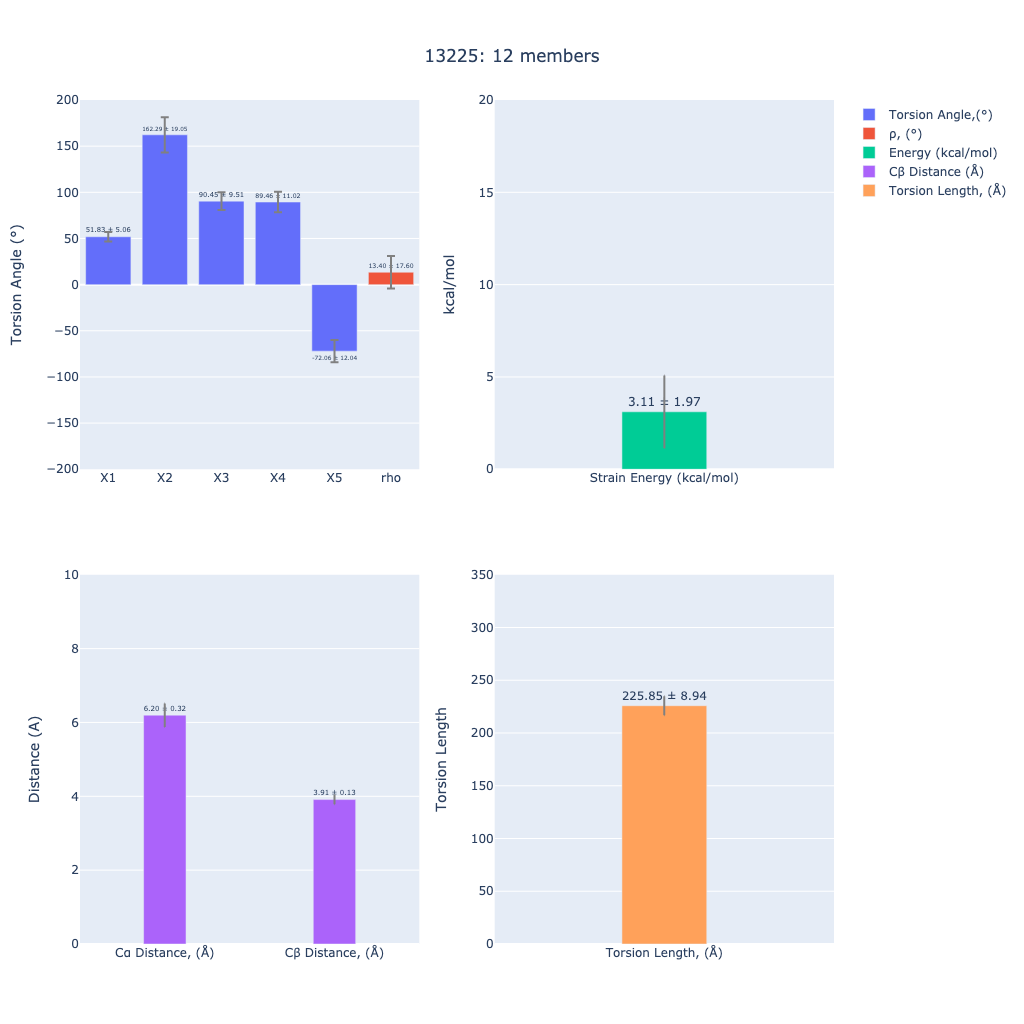 13225: 12 members
Torsion Angle (°)
200
150
100
50
0
−50
−100
−150
−200
51.83 ± 5.06
162.29 ± 19.05
90.45 ± 9.51
89.46 ± 11.02
-72.06 ± 12.04
13.40 ± 17.60
X1
X2
X3
X4
X5
rho
kcal/mol
20
15
10
5
0
3.11 ± 1.97
Strain Energy (kcal/mol)
Torsion Angle,(°)
ρ, (°)
Energy (kcal/mol)
Cβ Distance (Å)
Torsion Length, (Å)
Distance (A)
10
8
6
4
2
0
6.20 ± 0.32
3.91 ± 0.13
Cα Distance, (Å)
Cβ Distance, (Å)
Torsion Length
350
300
250
200
150
100
50
0
225.85 ± 8.94
Torsion Length, (Å)